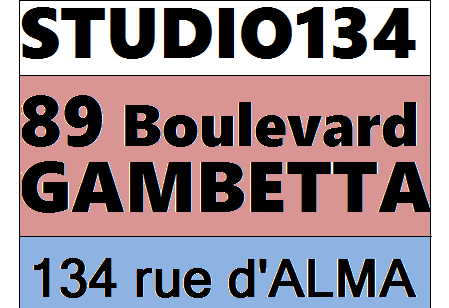 STUDIO134
89 Boulevard
GAMBETTA
134 rue d'ALMA